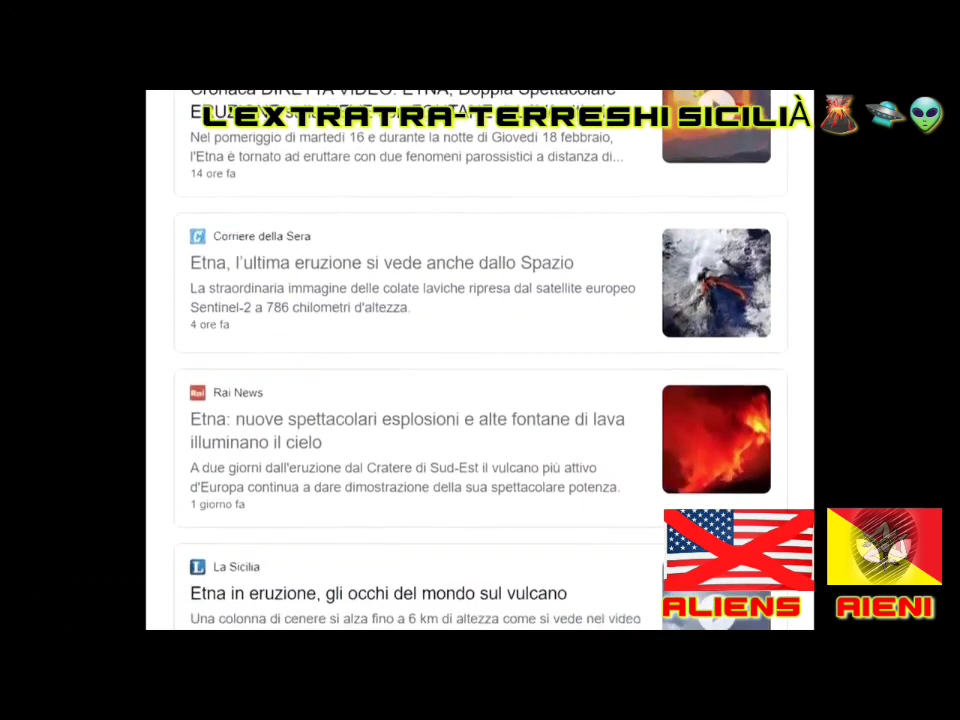 Cronaca DIRETTA VIDEO: ETNA, Doppia Spettacolare
L'EXTRATRA-TERRESHI SICILIÀ
Nel pomeriggio di martedì 16 e durante la notte di Giovedì 18 febbraio,
l'Etna è tornato ad eruttare con due fenomeni parossistici a distanza di...
14 ore fa
Corriere della Sera
Etna, l'ultima eruzione si vede anche dallo Spazio
La straordinaria immagine delle colate laviche ripresa dal satellite europeo
Sentinel-2 a 786 chilometri d'altezza.
4 ore fa
Rai News
Etna: nuove spettacolari esplosioni e alte fontane di lava
illuminano il cielo
A due giorni dall'eruzione dal Cratere di Sud-Est il vulcano più attivo
d'Europa continua a dare dimostrazione della sua spettacolare potenza.
1 giorno fa
La Sicilia
Etna in eruzione, gli occhi del mondo sul vulcano
Una colonna di cenere si alza fino a 6 km di altezza come si vede nel video
ALIENS
AIENI